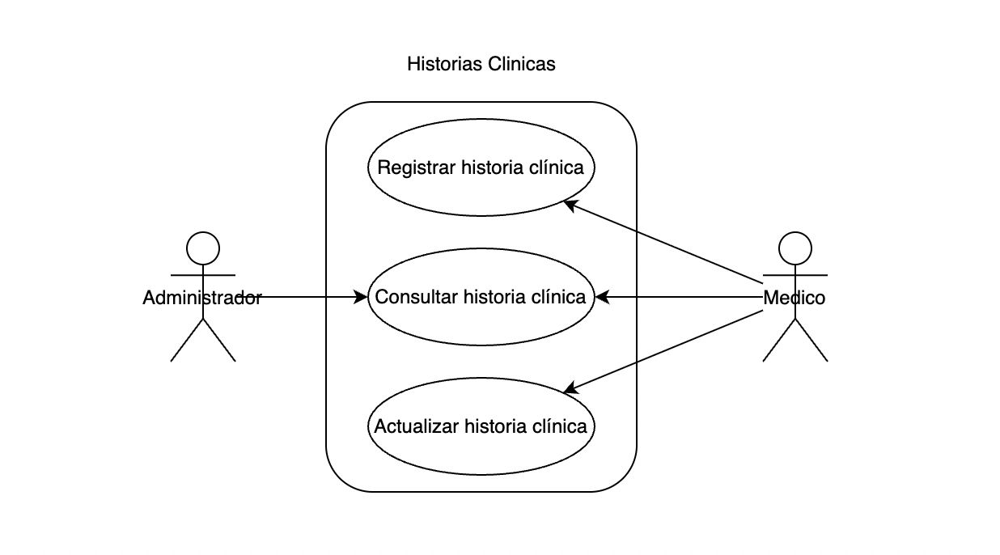 Historias Clinicas
Registrar historia clínica
Administrador
Consultar historia clínica
Medico
Actualizar historia clínica